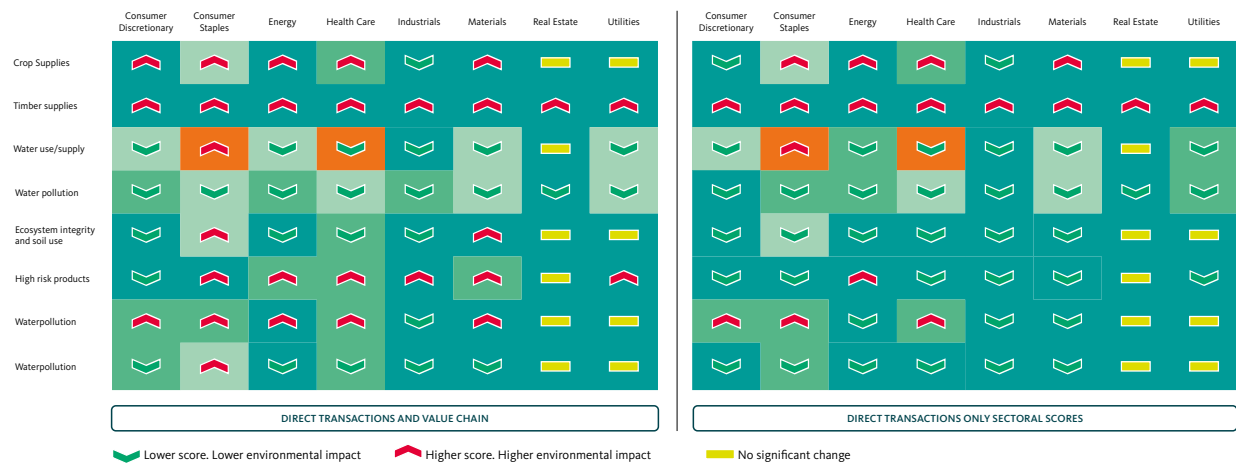 Consumer Discretionary
Consumer Staples
Energy
Health Care
Industrials
Materials
Real Estate
Utilities
Consumer Discretionary
Consumer Staples
Energy
Health Care
Industrials
Materials
Real Estate
Utilities
Crop Supplies
Timber supplies
Water use/supply
Water pollution
Ecosystem integrity
and soil use
High risk products
Waterpollution
Waterpollution
DIRECT TRANSACTIONS AND VALUE CHAIN
DIRECT TRANSACTIONS ONLY SECTORAL SCORES
Lower score. Lower environmental impact
Higher score. Higher environmental impact
No significant change